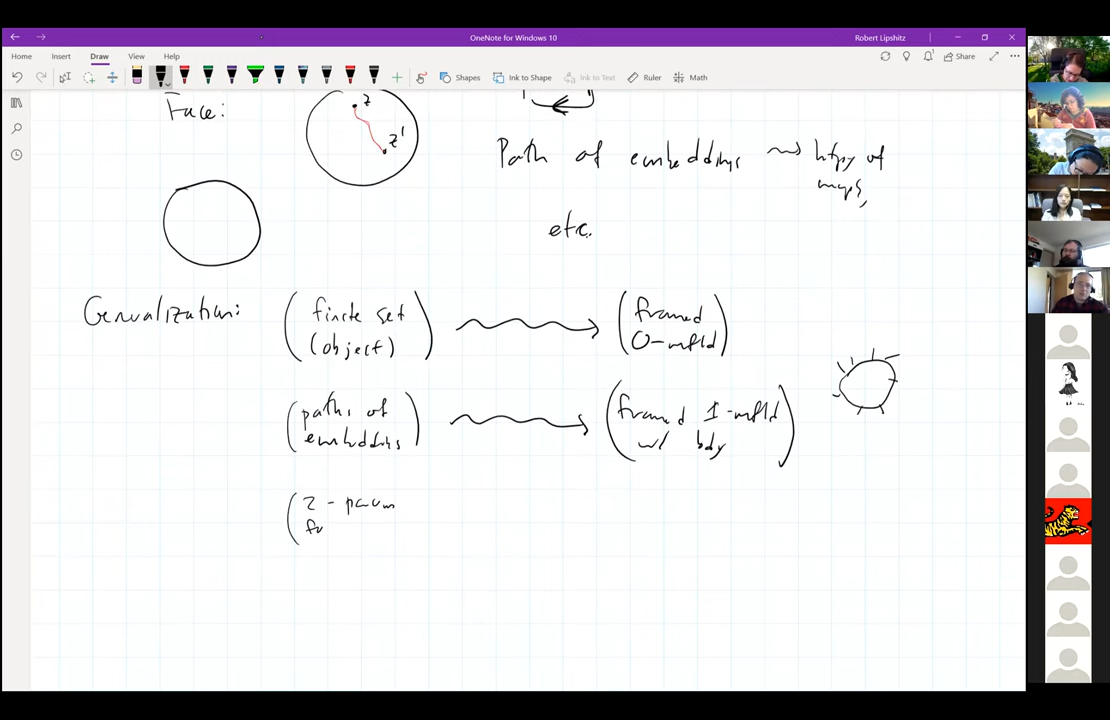 OneNote for Windows 10
Robert Lipshitz
Home Insert Draw View Help
Share
Shapes Ink to Shape Ink to Text Ruler Math
Face:
z
z'
Path of embeddings ⟿ htpy of
maps,
etc.
Generalization:
(finite set
(object))
(framed
0-mfld)
(paths of
embeddings)
(framed 1-mfld
w/ bdy)
(2-param
fa